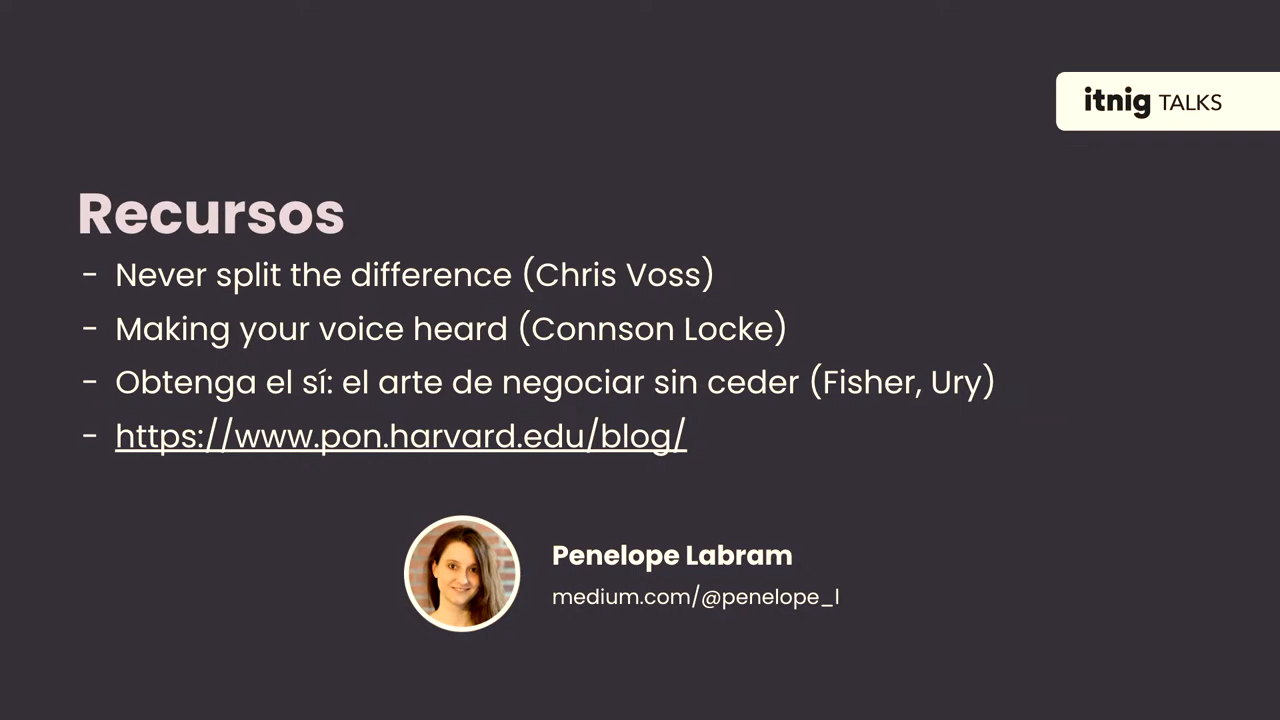 itnig TALKS
Recursos
- Never split the difference (Chris Voss)
- Making your voice heard (Connson Locke)
- Obtenga el sí: el arte de negociar sin ceder (Fisher, Ury)
- https://www.pon.harvard.edu/blog/
Penelope Labram
medium.com/@penelope_l